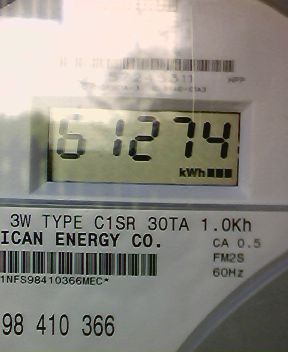 61274
kWh
3W TYPE C1SR 30TA 1.0Kh
ICAN ENERGY CO.
CA 0.5
FM2S
60Hz
1NFS98410366MEC*
98 410 366